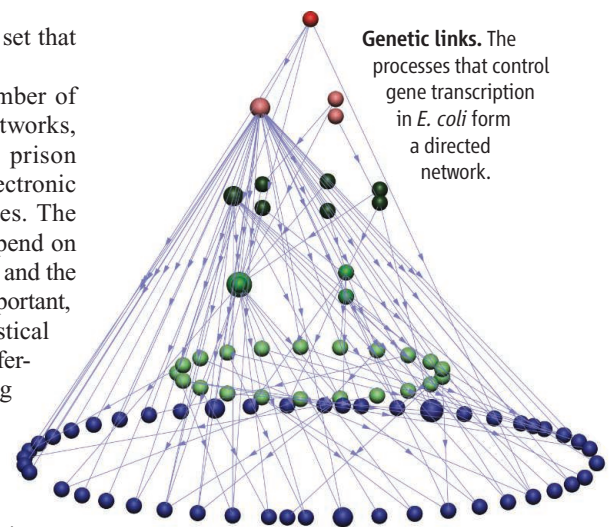 set that
mber of
tworks,
prison
ectronic
es. The
pend on
and the
portant,
stical
fer-
g
Genetic links. The
processes that control
gene transcription
in E. coli form
a directed
network.